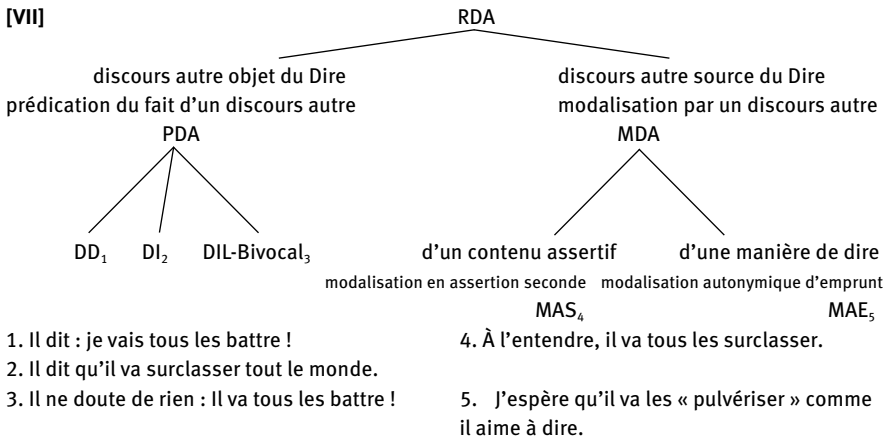 [VII] RDA
discours autre objet du Dire discours autre source du Dire
prédication du fait d'un discours autre modalisation par un discours autre
PDA MDA
DD₁ DI₂ DIL-Bivocal₃ d'un contenu assertif d'une manière de dire
modalisation en assertion seconde modalisation autonymique d'emprunt
MAS₄ MAE₅
1. Il dit : je vais tous les battre ! 4. À l'entendre, il va tous les surclasser.
2. Il dit qu'il va surclasser tout le monde.
3. Il ne doute de rien : Il va tous les battre ! 5. J'espère qu'il va les « pulvériser » comme
il aime à dire.